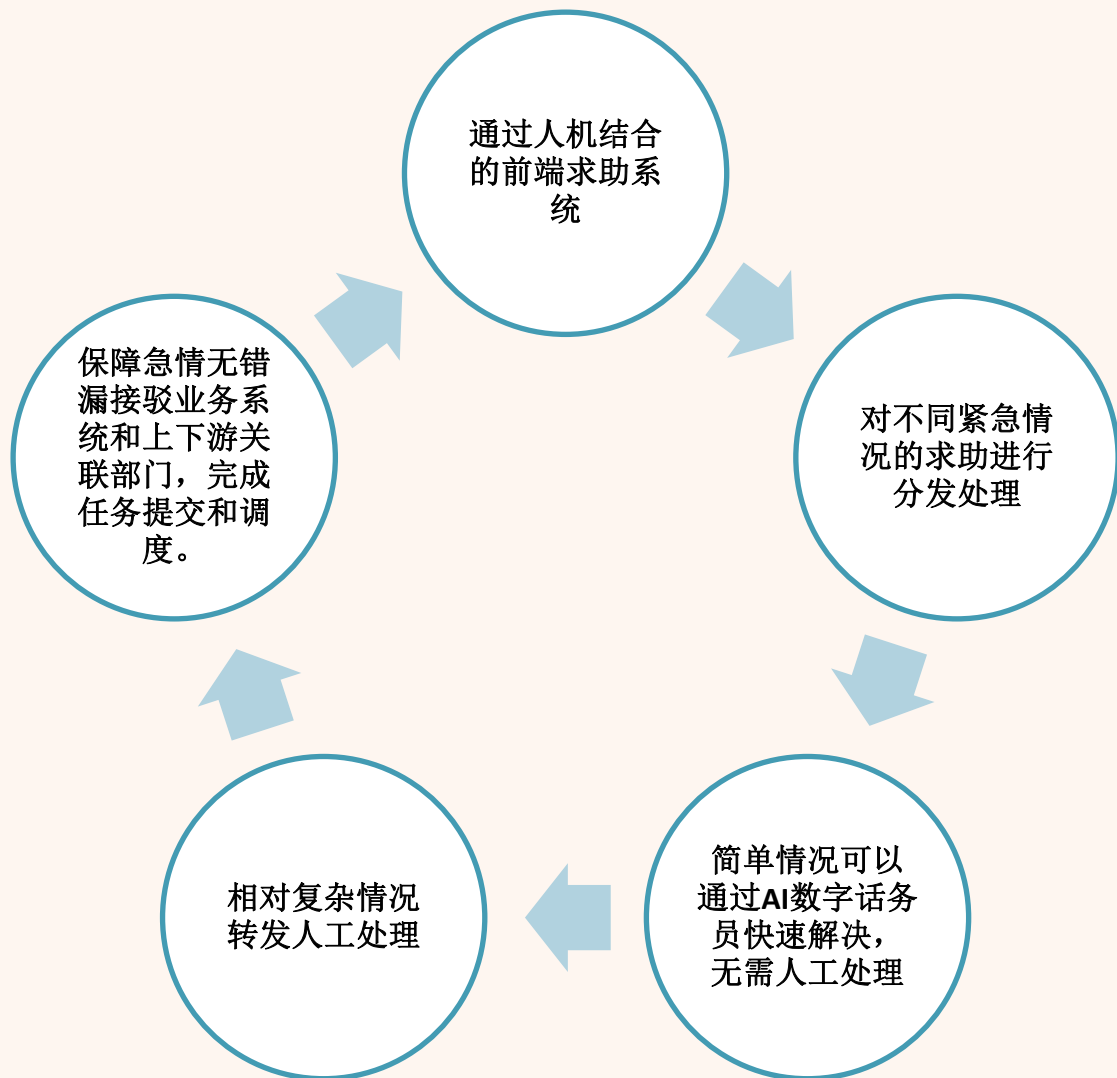 通过人机结合
的前端求助系
统
对不同紧急情
况的求助进行
分发处理
简单情况可以
通过AI数字话务
员快速解决，
无需人工处理
相对复杂情况
转发人工处理
保障急情无错
漏接驳业务系
统和上下游关
联部门，完成
任务提交和调
度。